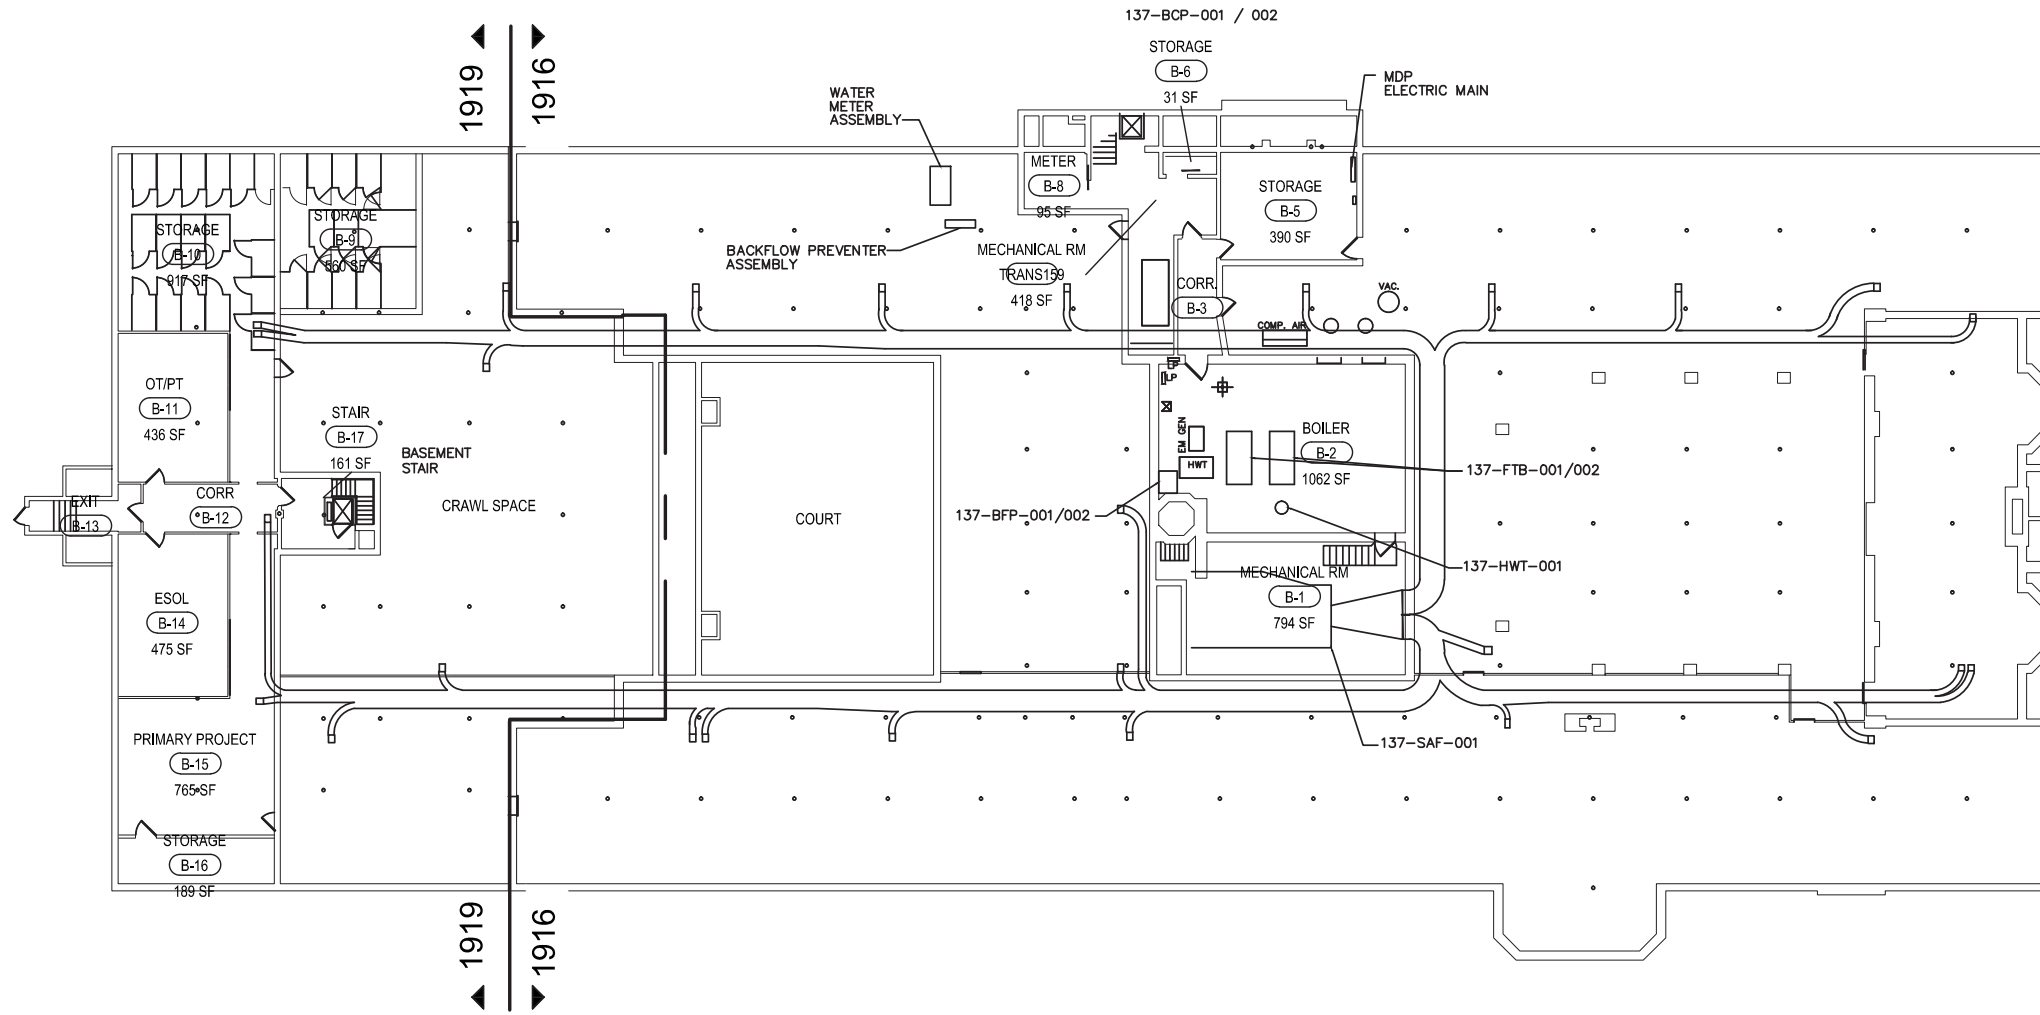 137-BCP-001 / 002
1919
1916
STORAGE
B-6
31 SF
MDP
ELECTRIC MAIN
WATER
METER
ASSEMBLY
METER
B-8
95 SF
STORAGE
B-5
390 SF
STORAGE
B-10
917 SF
STORAGE
B-9
560 SF
BACKFLOW PREVENTER
ASSEMBLY
MECHANICAL RM
TRANS159
418 SF
CORR.
B-3
VAC.
COMP. AIR
OT/PT
B-11
436 SF
STAIR
B-17
161 SF
BASEMENT
STAIR
LP
LP
EM GEN
HWT
BOILER
B-2
1062 SF
137-FTB-001/002
EXIT
B-13
CORR
B-12
CRAWL SPACE
COURT
137-BFP-001/002
137-HWT-001
MECHANICAL RM
B-1
794 SF
ESOL
B-14
475 SF
137-SAF-001
PRIMARY PROJECT
B-15
765 SF
STORAGE
B-16
189 SF
1919
1916